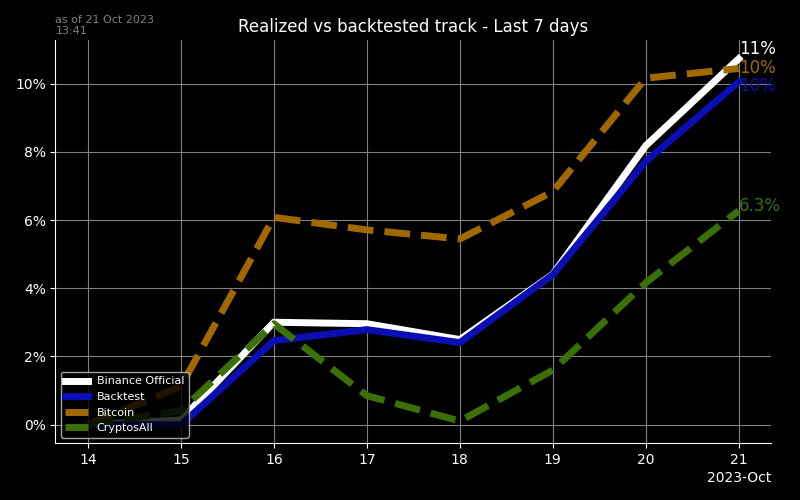 as of 21 Oct 2023
13:41
Realized vs backtested track - Last 7 days
11%
10%
10%
6.3%
10%
8%
6%
4%
2%
0%
Binance Official
Backtest
Bitcoin
CryptosAll
14 15 16 17 18 19 20 21
2023-Oct